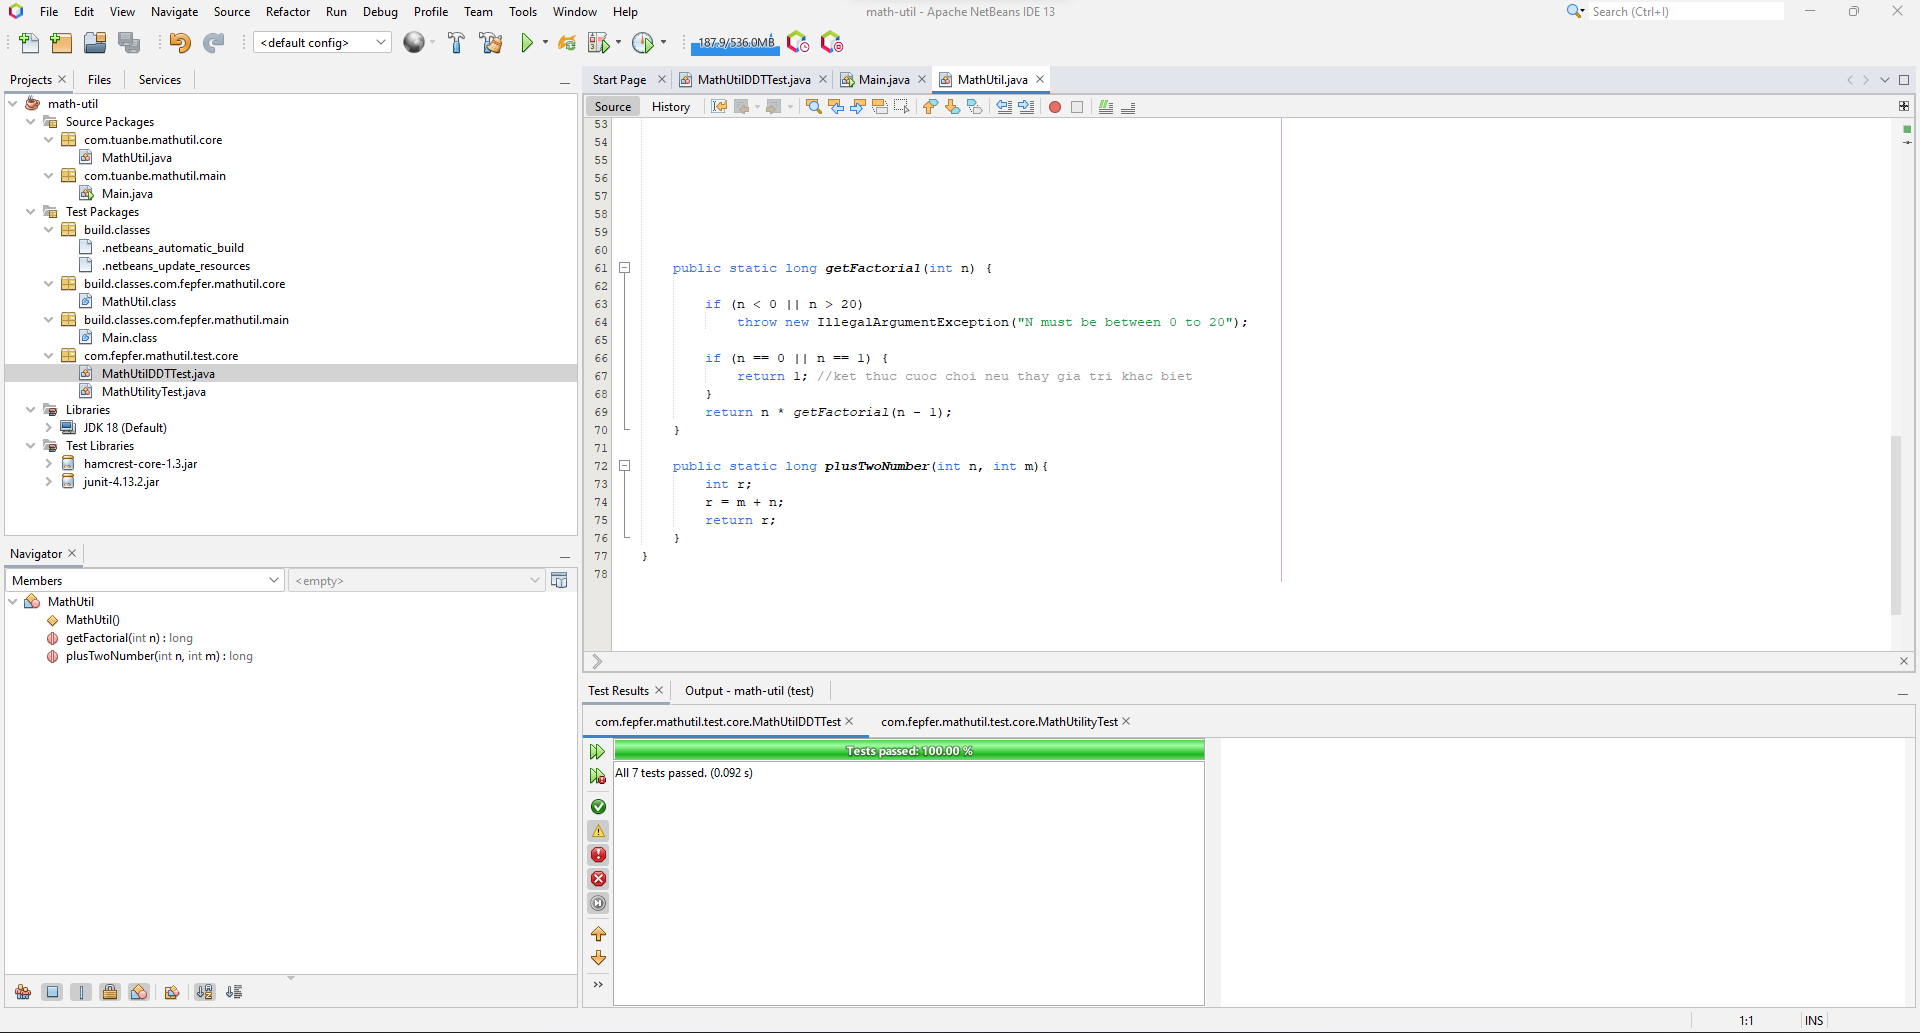 File Edit View Navigate Source Refactor Run Debug Profile Team Tools Window Help
math-util - Apache NetBeans IDE 13
Search (Ctrl+I)
<default config>
187.9/536.0MB
Projects Files Services
math-util
Source Packages
com.tuanbe.mathutil.core
MathUtil.java
com.tuanbe.mathutil.main
Main.java
Test Packages
build.classes
.netbeans_automatic_build
.netbeans_update_resources
build.classes.com.fepfer.mathutil.core
MathUtil.class
build.classes.com.fepfer.mathutil.main
Main.class
com.fepfer.mathutil.test.core
MathUtilDDTTest.java
MathUtilityTest.java
Libraries
JDK 18 (Default)
Test Libraries
hamcrest-core-1.3.jar
junit-4.13.2.jar
Navigator
Members <empty>
MathUtil
MathUtil()
getFactorial(int n) : long
plusTwoNumber(int n, int m) : long
Start Page MathUtilDDTTest.java Main.java MathUtil.java
Source History
53
54
55
56
57
58
59
60
61 public static long getFactorial(int n) {
62
63 if (n < 0 || n > 20)
64 throw new IllegalArgumentException("N must be between 0 to 20");
65
66 if (n == 0 || n == 1) {
67 return 1; //ket thuc cuoc choi neu thay gia tri khac biet
68 }
69 return n * getFactorial(n - 1);
70 }
71
72 public static long plusTwoNumber(int n, int m){
73 int r;
74 r = m + n;
75 return r;
76 }
77 }
78
Test Results Output - math-util (test)
com.fepfer.mathutil.test.core.MathUtilDDTTest com.fepfer.mathutil.test.core.MathUtilityTest
Tests passed: 100.00 %
All 7 tests passed. (0.092 s)
1:1 INS